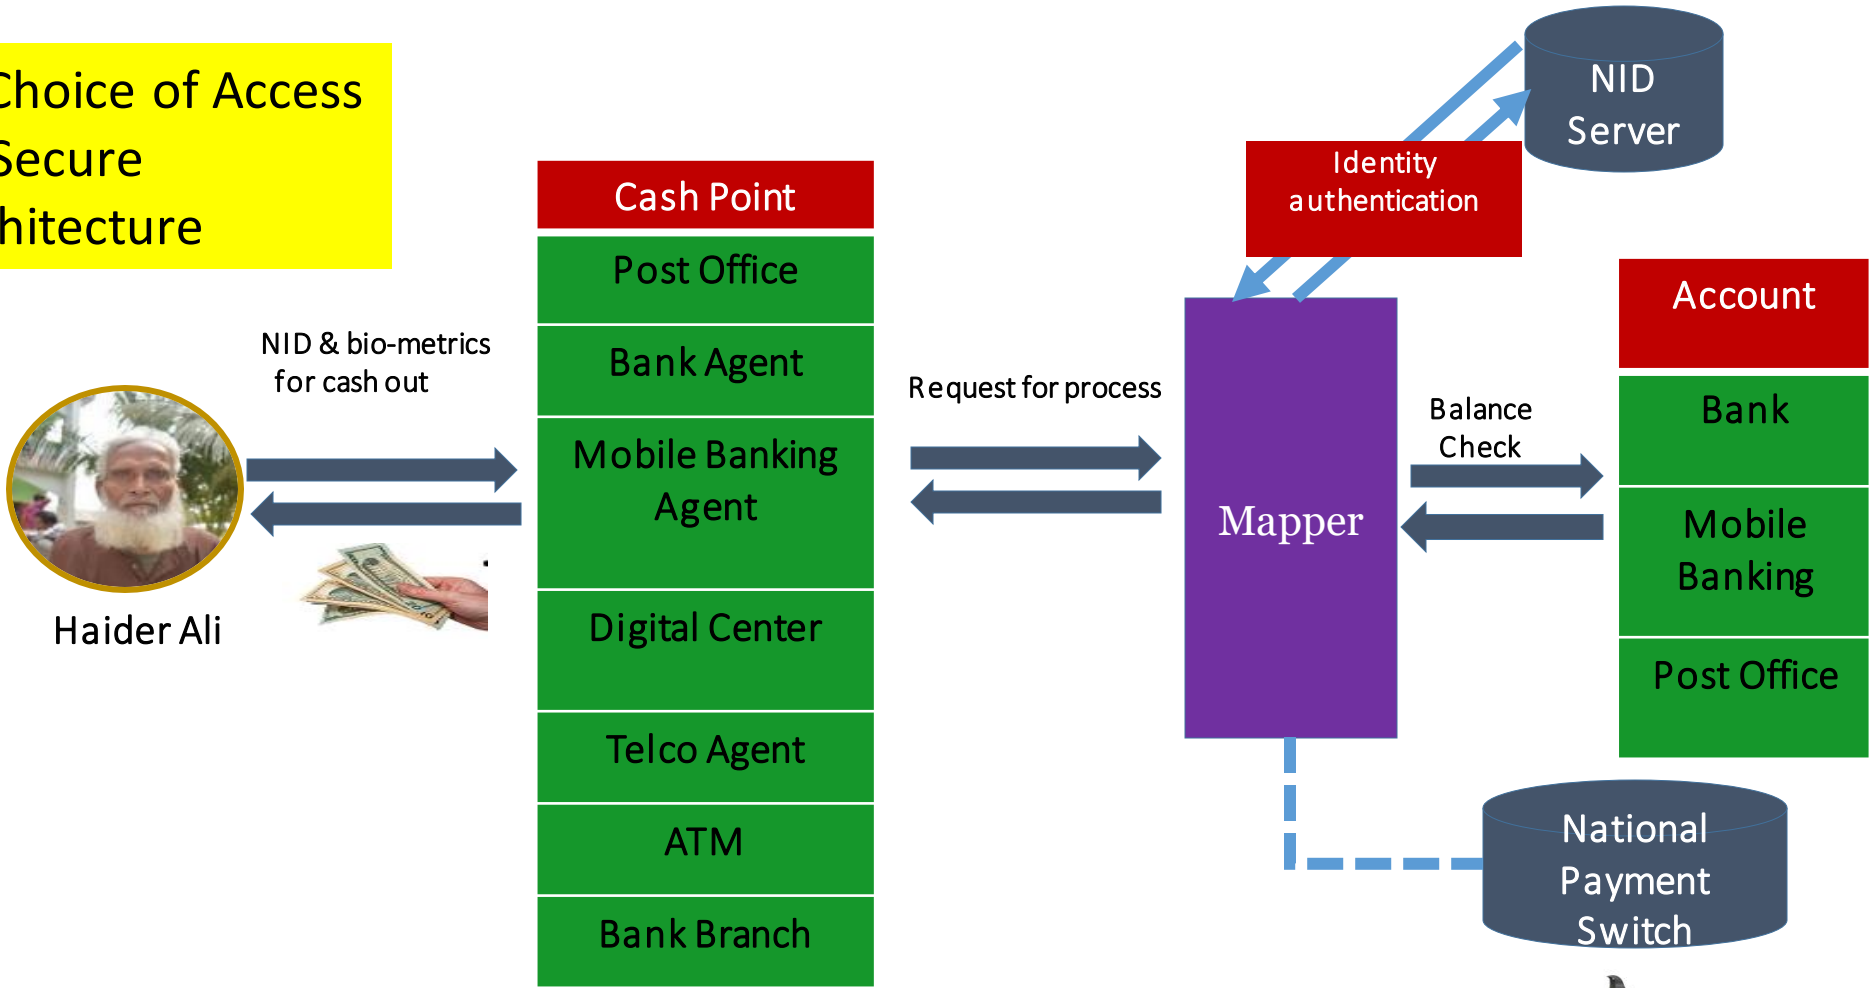 Choice of Access
Secure
hitecture
NID & bio-metrics
for cash out
Haider Ali
Cash Point
Post Office
Bank Agent
Mobile Banking
Agent
Digital Center
Telco Agent
ATM
Bank Branch
Request for process
Identity
authentication
NID
Server
Mapper
Balance
Check
Account
Bank
Mobile
Banking
Post Office
National
Payment
Switch